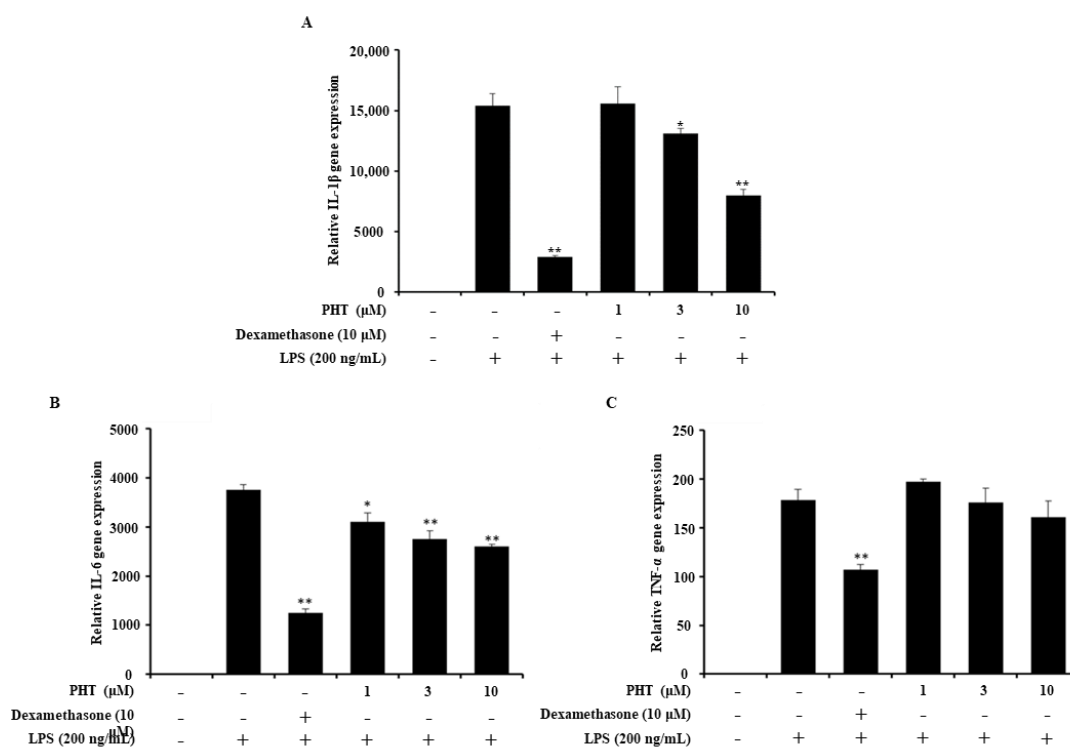 A
Relative IL-1β gene expression
20,000
15,000
10,000
5000
0
* *
*
* *
PHT (μM) - - - 1 3 10
Dexamethasone (10 μM) - - + - - -
LPS (200 ng/mL) - + + + + +
B
Relative IL-6 gene expression
5000
4000
3000
2000
1000
0
* *
*
* *
* *
PHT (μM) - - - 1 3 10
Dexamethasone (10 - - + - - -
μM)
LPS (200 ng/mL) - + + + + +
C
Relative TNF-α gene expression
250
200
150
100
50
0
* *
PHT (μM) - - - 1 3 10
Dexamethasone (10 μM) - - + - - -
LPS (200 ng/mL) - + + + + +